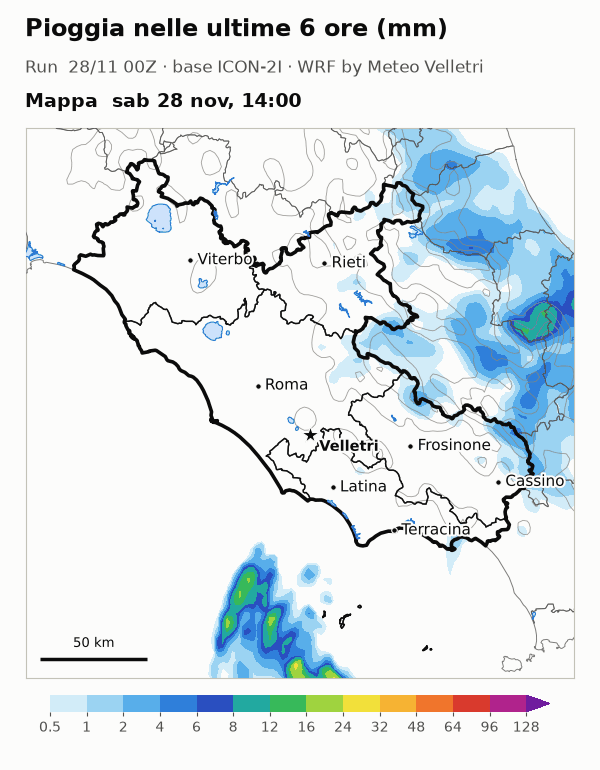 Pioggia nelle ultime 6 ore (mm)
Run  28/11 00Z · base ICON-2I · WRF by Meteo Velletri
Mappa  sab 28 nov, 14:00
Viterbo
Rieti
Roma
Velletri
Frosinone
Cassino
Latina
Terracina
50 km
0.5 1 2 4 6 8 12 16 24 32 48 64 96 128